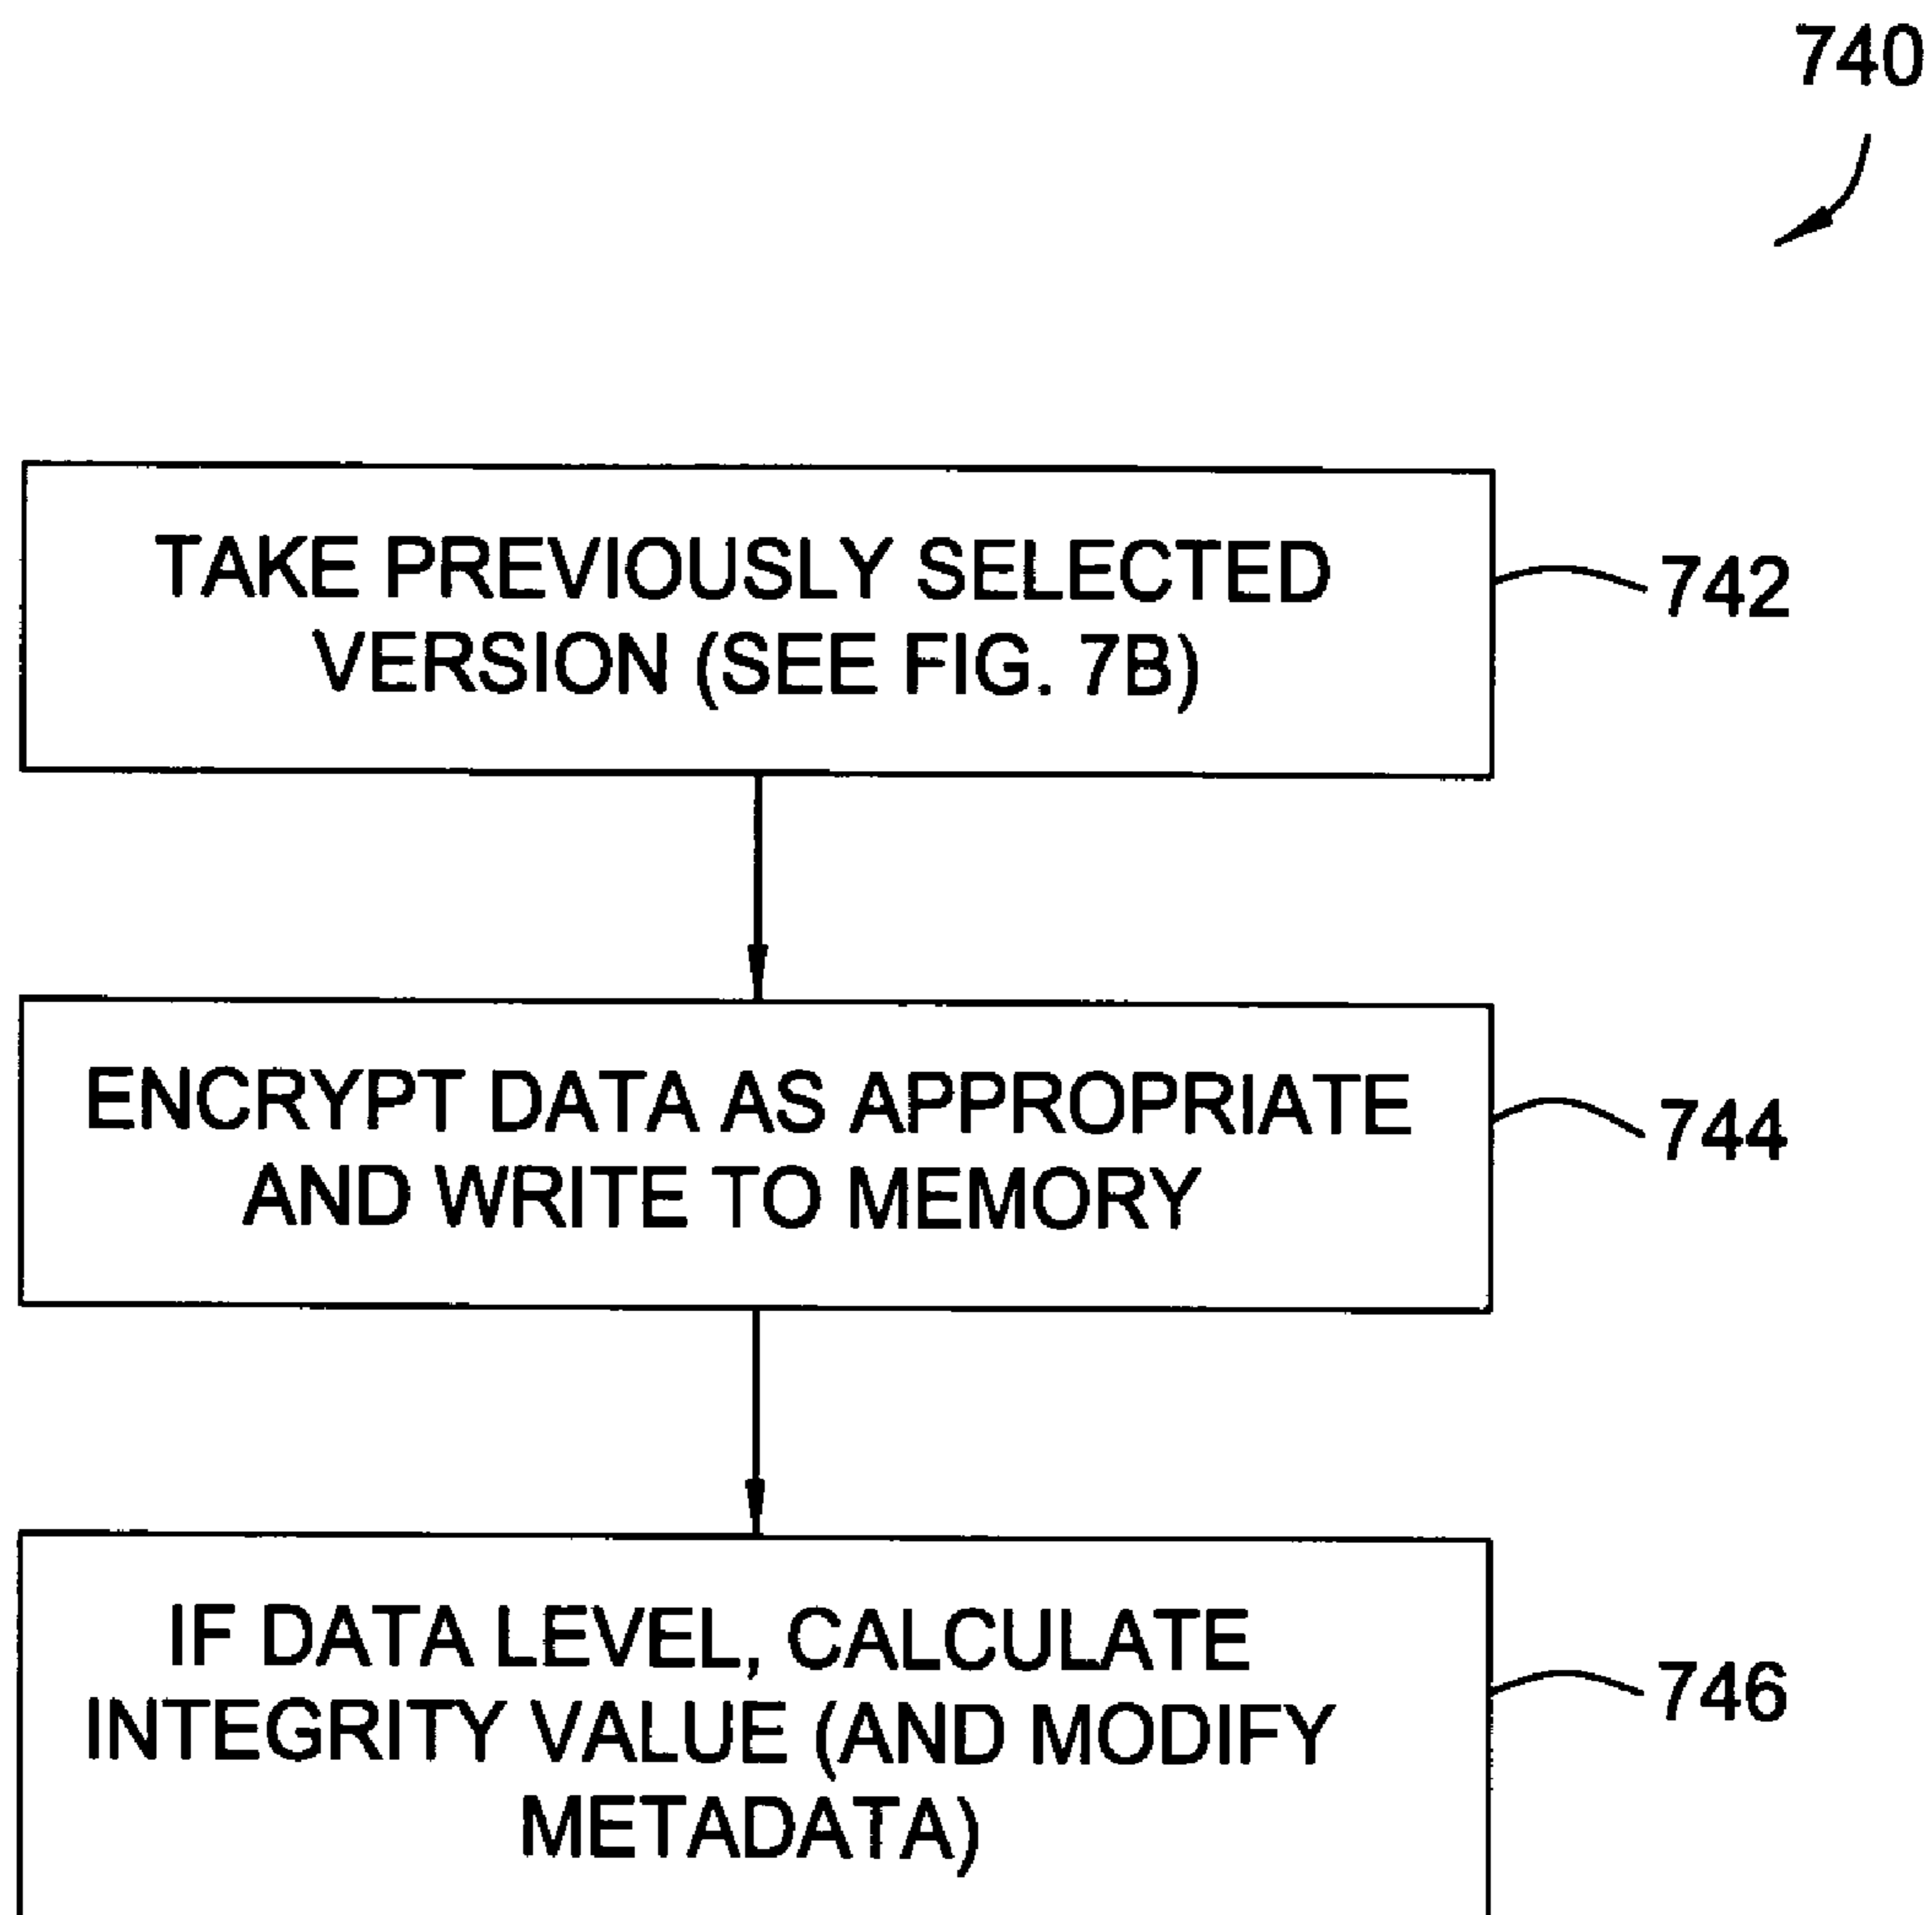 740
TAKE PREVIOUSLY SELECTED
VERSION (SEE FIG. 7B)
742
ENCRYPT DATA AS APPROPRIATE
AND WRITE TO MEMORY
744
IF DATA LEVEL, CALCULATE
INTEGRITY VALUE (AND MODIFY
METADATA)
746